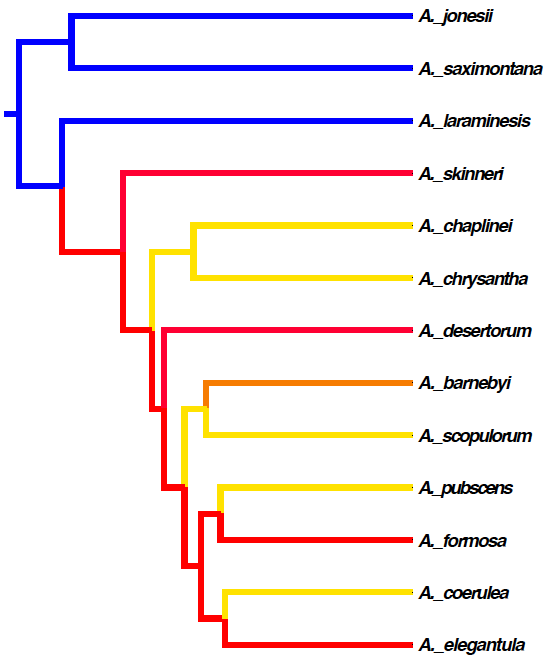 A._jonesii
A._saximontana
A._laraminesis
A._skinneri
A._chaplinei
A._chrysantha
A._desertorum
A._barnebyi
A._scopulorum
A._pubscens
A._formosa
A._coerulea
A._elegantula